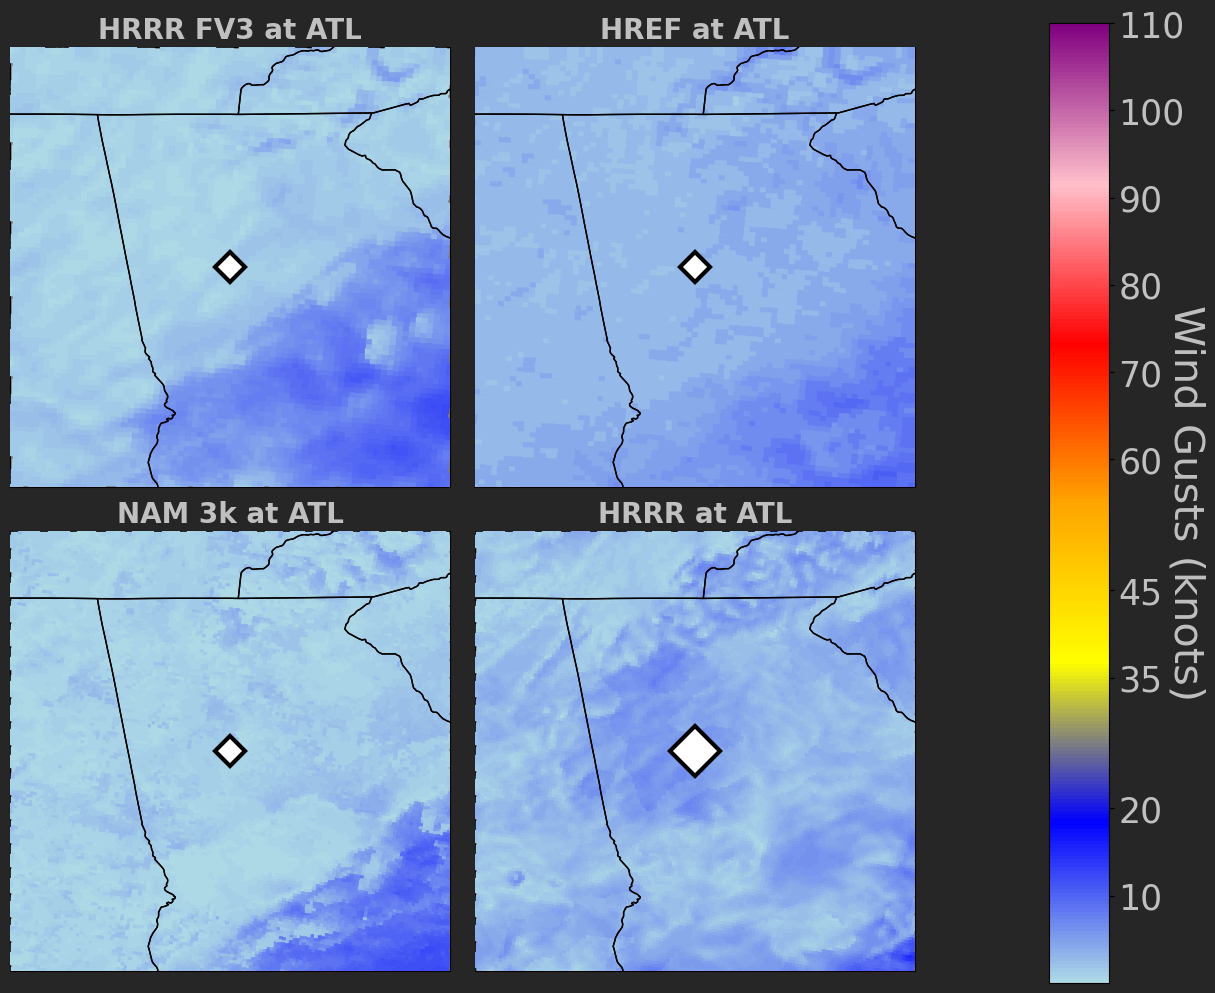 HRRR FV3 at ATL
HREF at ATL
NAM 3k at ATL
HRRR at ATL
110
100
90
80
70
60
45
35
20
10
Wind Gusts (knots)